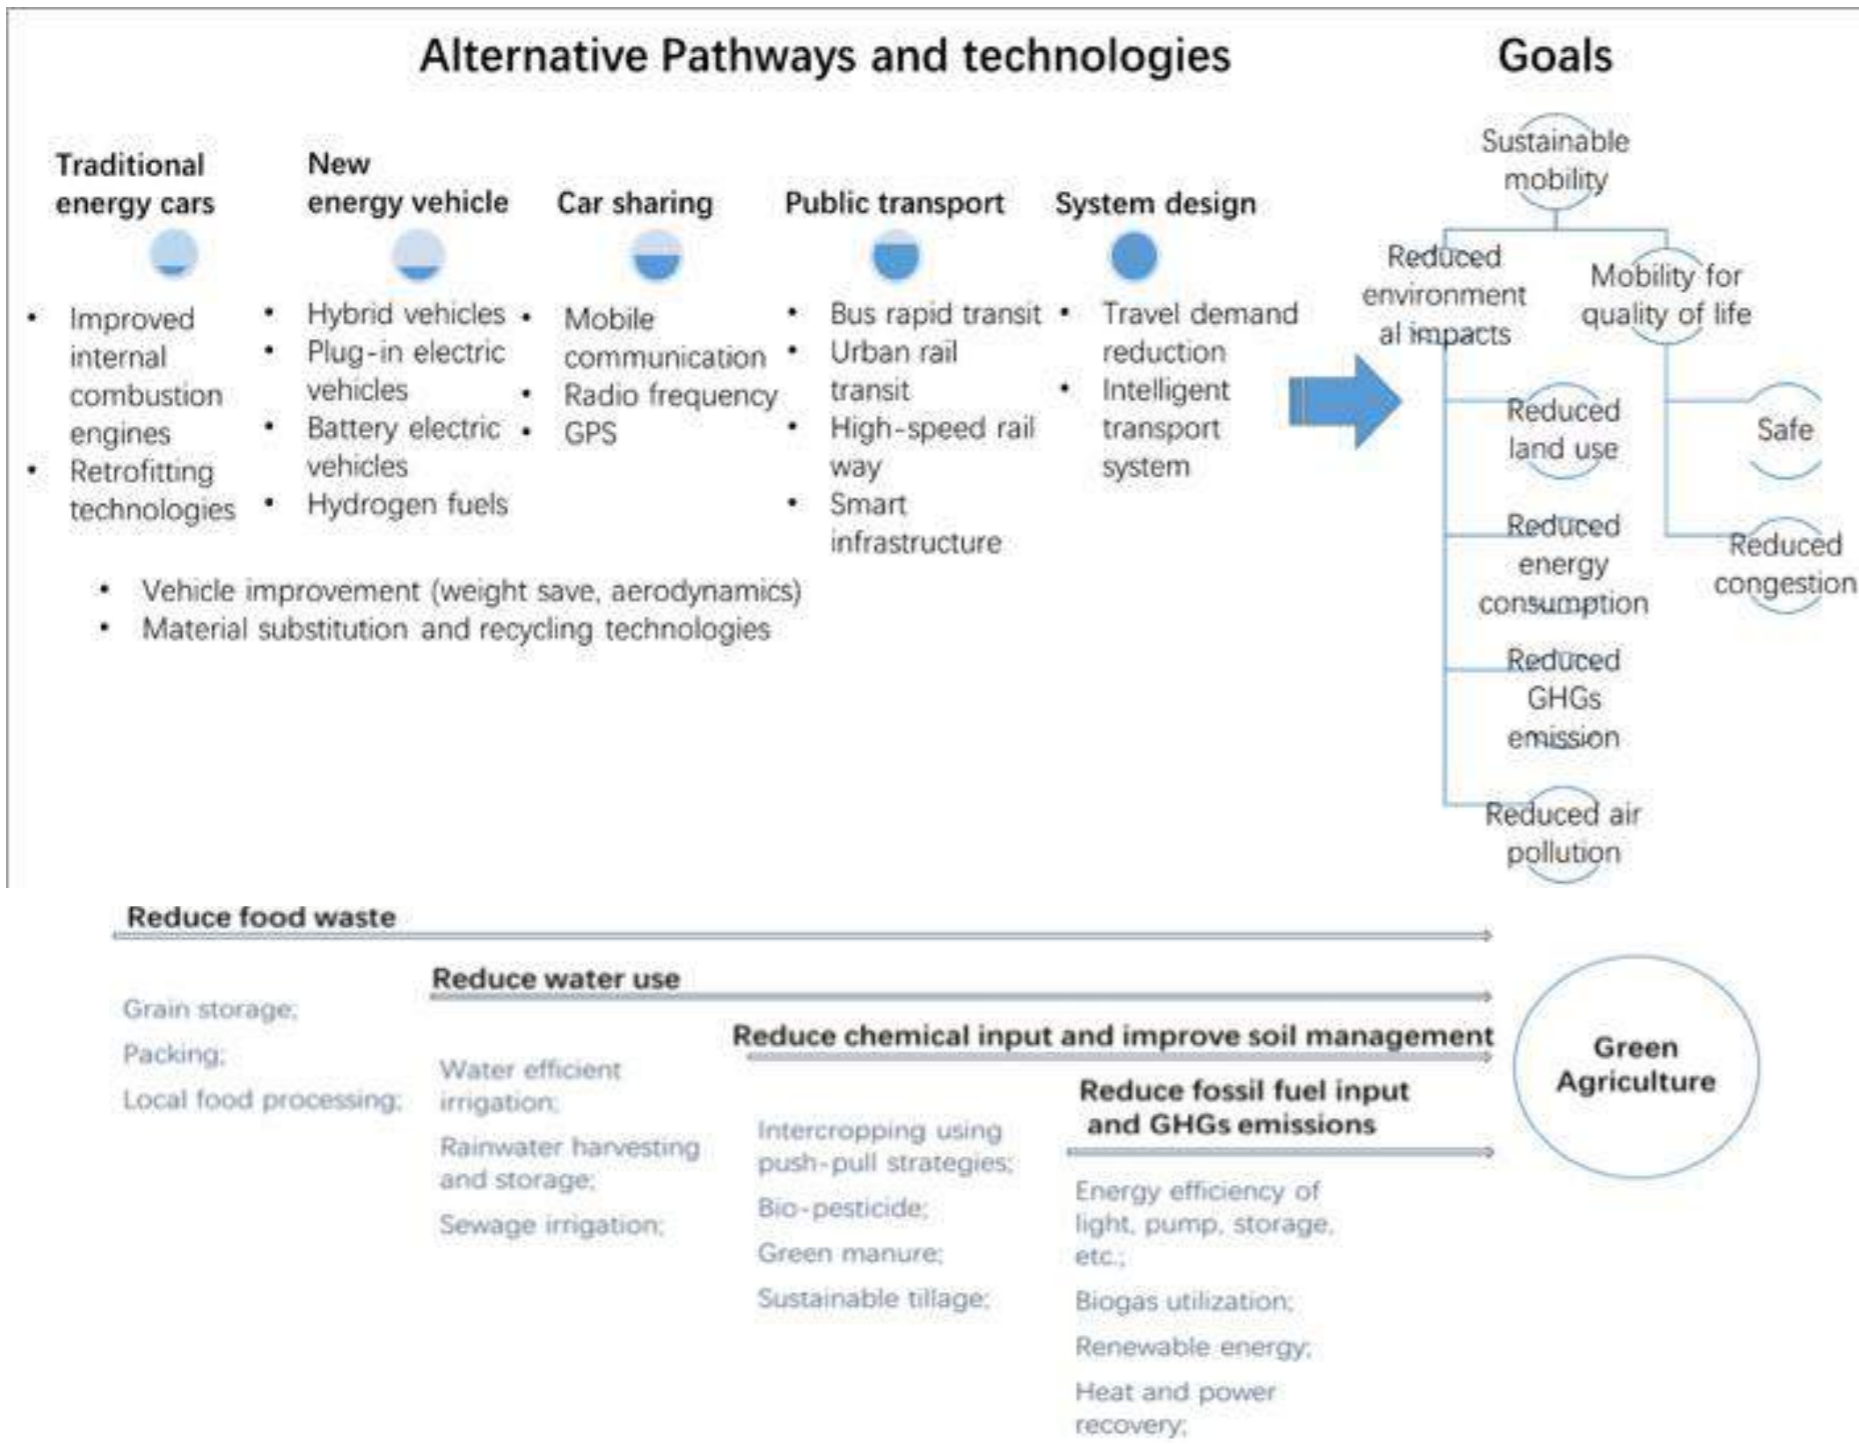 Alternative Pathways and technologies
Goals
Traditional
energy cars
• Improved
internal
combustion
engines
• Retrofitting
technologies
New
energy vehicle
• Hybrid vehicles
• Plug-in electric
vehicles
• Battery electric
vehicles
• Hydrogen fuels
Car sharing
• Mobile
communication
• Radio frequency
• GPS
Public transport
• Bus rapid transit
• Urban rail
transit
• High-speed rail
way
• Smart
infrastructure
System design
• Travel demand
reduction
• Intelligent
transport
system
• Vehicle improvement (weight save, aerodynamics)
• Material substitution and recycling technologies
Sustainable
mobility
Reduced
environment
al impacts
Mobility for
quality of life
Reduced
land use
Reduced
energy
consumption
Reduced
GHGs
emission
Reduced air
pollution
Safe
Reduced
congestion
Reduce food waste
Grain storage;
Packing;
Local food processing;
Reduce water use
Water efficient
irrigation;
Rainwater harvesting
and storage;
Sewage irrigation;
Reduce chemical input and improve soil management
Intercropping using
push-pull strategies;
Bio-pesticide;
Green manure;
Sustainable tillage;
Reduce fossil fuel input
and GHGs emissions
Energy efficiency of
light, pump, storage,
etc.;
Biogas utilization;
Renewable energy;
Heat and power
recovery;
Green
Agriculture